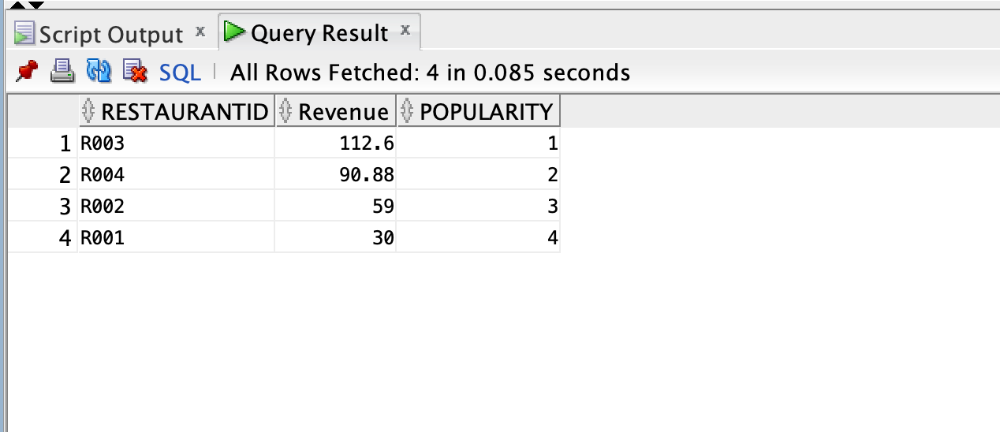 Script Output x Query Result x
SQL All Rows Fetched: 4 in 0.085 seconds
RESTAURANTID Revenue POPULARITY
1 R003 112.6 1
2 R004 90.88 2
3 R002 59 3
4 R001 30 4